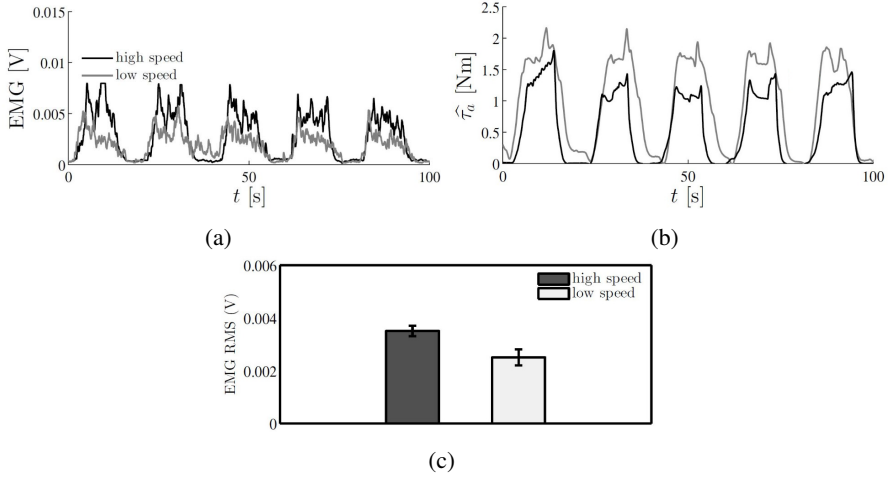 0.015
0.01
0.005
0
EMG [V]
high speed
low speed
0
50
100
t [s]
(a)
2.5
2
1.5
1
0.5
0
τ̂a [Nm]
0
50
100
t [s]
(b)
0.006
0.004
0.002
0
EMG RMS (V)
high speed
low speed
(c)